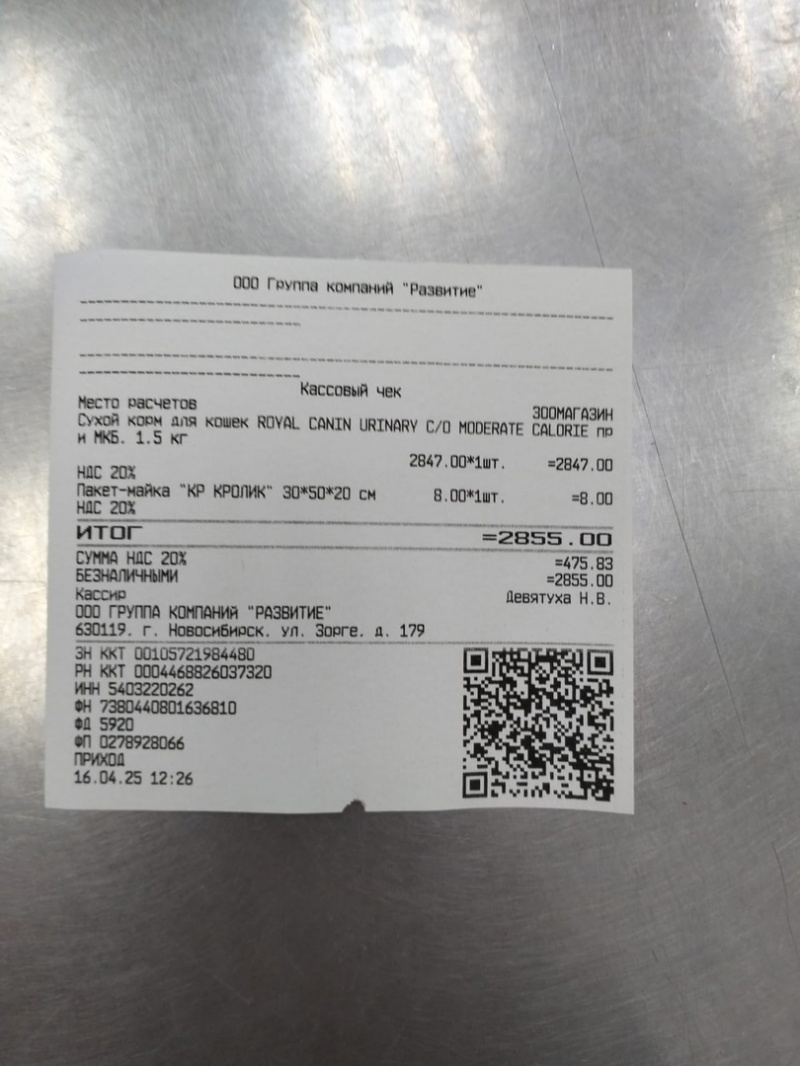 ООО Группа компаний "Развитие"
Кассовый чек
Место расчетов ЗООМАГАЗИН
Сухой корм для кошек ROYAL CANIN URINARY С/О MODERATE CALORIE пр
и МКБ. 1.5 кг
2847.00*1шт. =2847.00
НДС 20%
Пакет-майка "КР КРОЛИК" 30*50*20 см 8.00*1шт. =8.00
НДС 20%
ИТОГ =2855.00
СУММА НДС 20% =475.83
БЕЗНАЛИЧНЫМИ =2855.00
Кассир Девятуха Н.В.
ООО ГРУППА КОМПАНИЙ "РАЗВИТИЕ"
630119. г. Новосибирск. ул. Зорге. д. 179
ЗН ККТ 00105721984480
РН ККТ 0004468826037320
ИНН 5403220262
ФН 7380440801636810
ФД 5920
ФП 0278928066
ПРИХОД
16.04.25 12:26